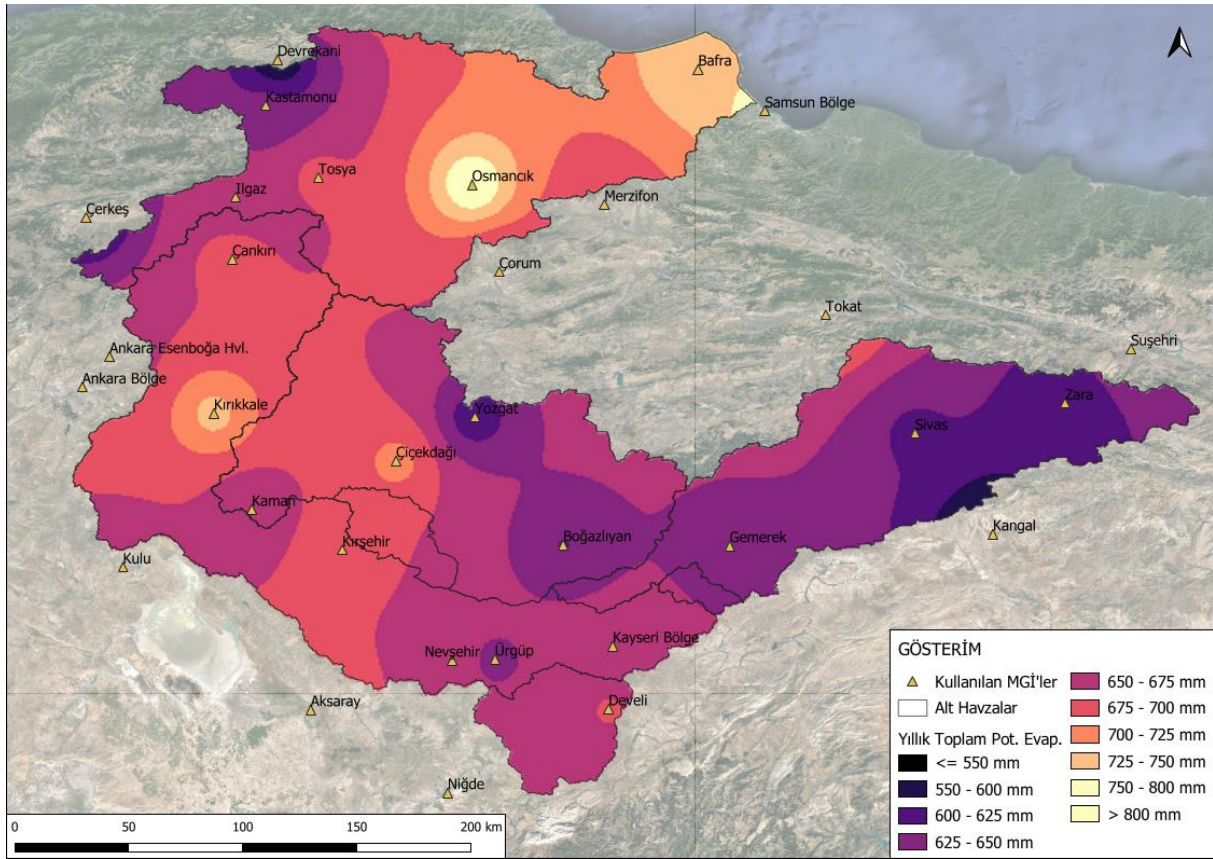 Devrekani
Bafra
Kastamonu
Samsun Bölge
Tosya
Osmancık
Ilgaz
Merzifon
Çerkeş
Çankırı
Çorum
Tokat
Suşehri
Ankara Esenboğa Hvl.
Ankara Bölge
Kırıkkale
Yozgat
Zara
Sivas
Çiçekdağı
Kaman
Kangal
Kırşehir
Boğazlıyan
Gemerek
Kulu
Kayseri Bölge
Nevşehir
Ürgüp
Aksaray
Develi
Niğde
GÖSTERİM
Kullanılan MGİ'ler
Alt Havzalar
Yıllık Toplam Pot. Evap.
<= 550 mm
550 - 600 mm
600 - 625 mm
625 - 650 mm
650 - 675 mm
675 - 700 mm
700 - 725 mm
725 - 750 mm
750 - 800 mm
> 800 mm
0 50 100 150 200 km